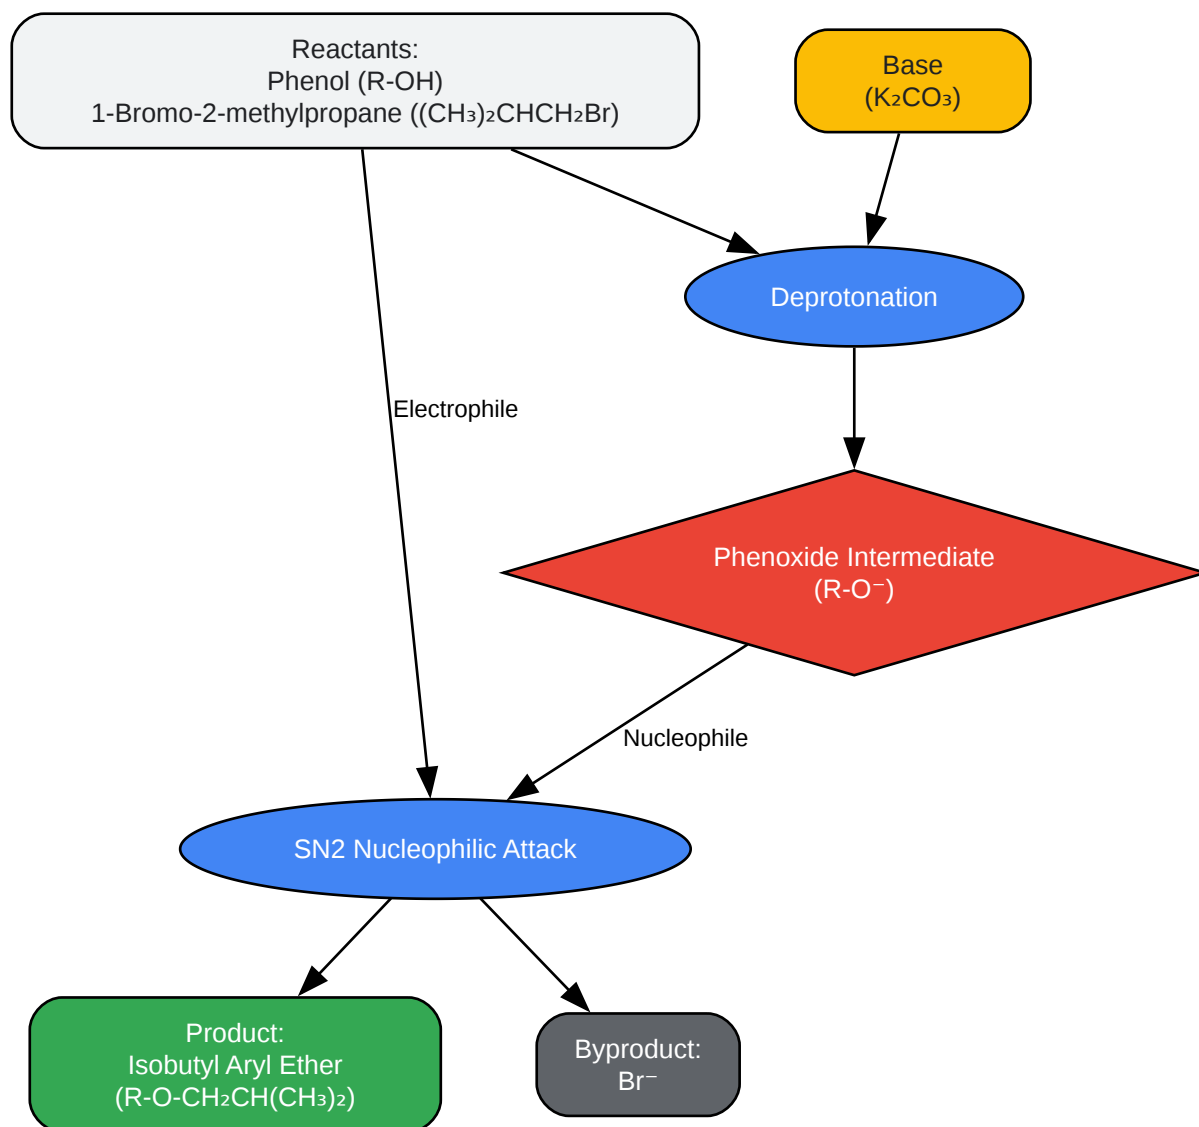 Reactants:
Phenol (R-OH)
1-Bromo-2-methylpropane ((CH₃)₂CHCH₂Br)
Base
(K₂CO₃)
Deprotonation
Electrophile
Phenoxide Intermediate
(R-O⁻)
Nucleophile
SN2 Nucleophilic Attack
Product:
Isobutyl Aryl Ether
(R-O-CH₂CH(CH₃)₂)
Byproduct:
Br⁻